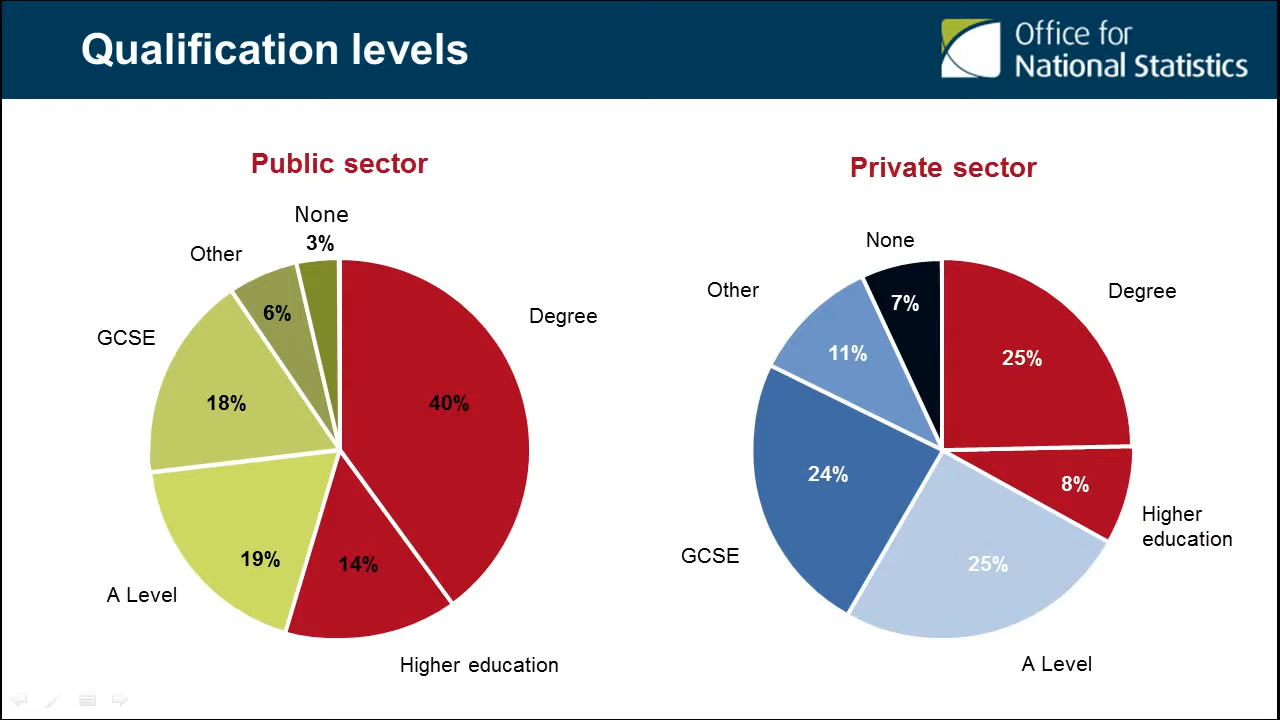 Qualification levels
Office for
National Statistics
Public sector
None
3%
Other
6%
GCSE
18%
Degree
40%
19%
14%
A Level
Higher education
Private sector
None
7%
Other
11%
Degree
25%
24%
8%
Higher
education
GCSE
25%
A Level